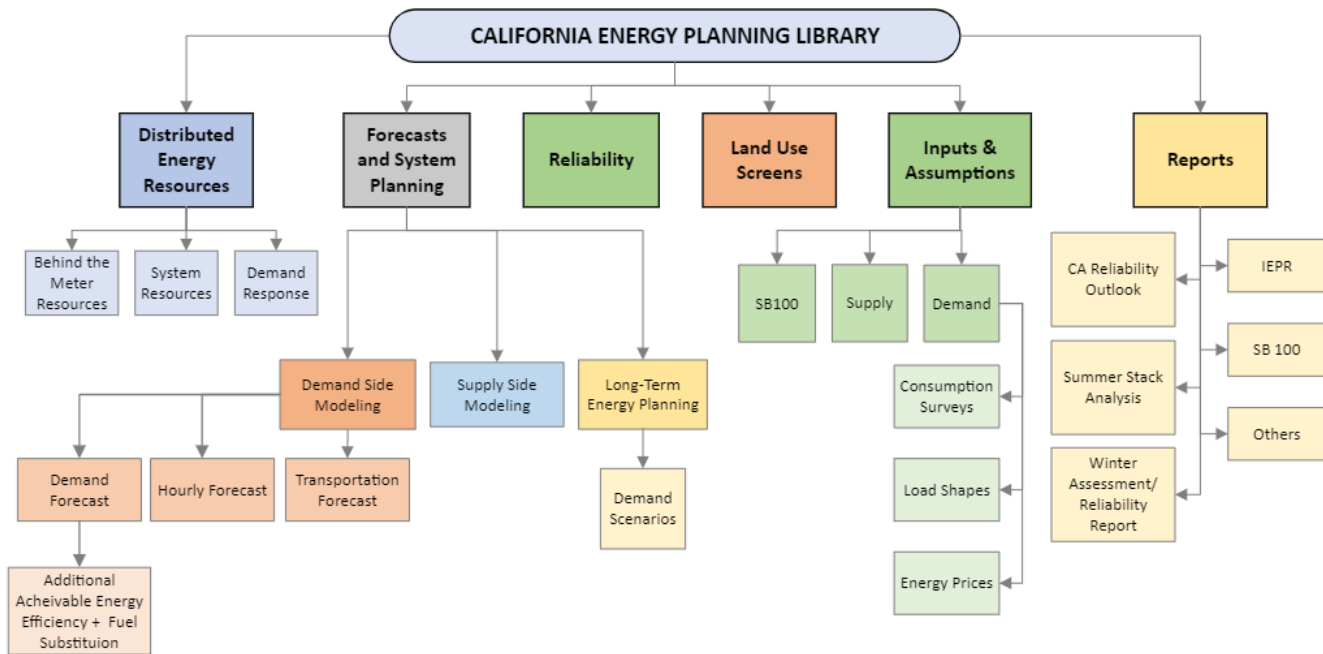 CALIFORNIA ENERGY PLANNING LIBRARY
Distributed
Energy
Resources
Forecasts
and System
Planning
Reliability
Land Use
Screens
Inputs &
Assumptions
Reports
Behind the
Meter
Resources
System
Resources
Demand
Response
SB100
Supply
Demand
CA Reliability
Outlook
IEPR
Demand Side
Modeling
Supply Side
Modeling
Long-Term
Energy Planning
Consumption
Surveys
Summer Stack
Analysis
SB 100
Demand
Forecast
Hourly Forecast
Transportation
Forecast
Demand
Scenarios
Load Shapes
Winter
Assessment/
Reliability
Report
Others
Additional
Acheivable Energy
Efficiency + Fuel
Substituion
Energy Prices